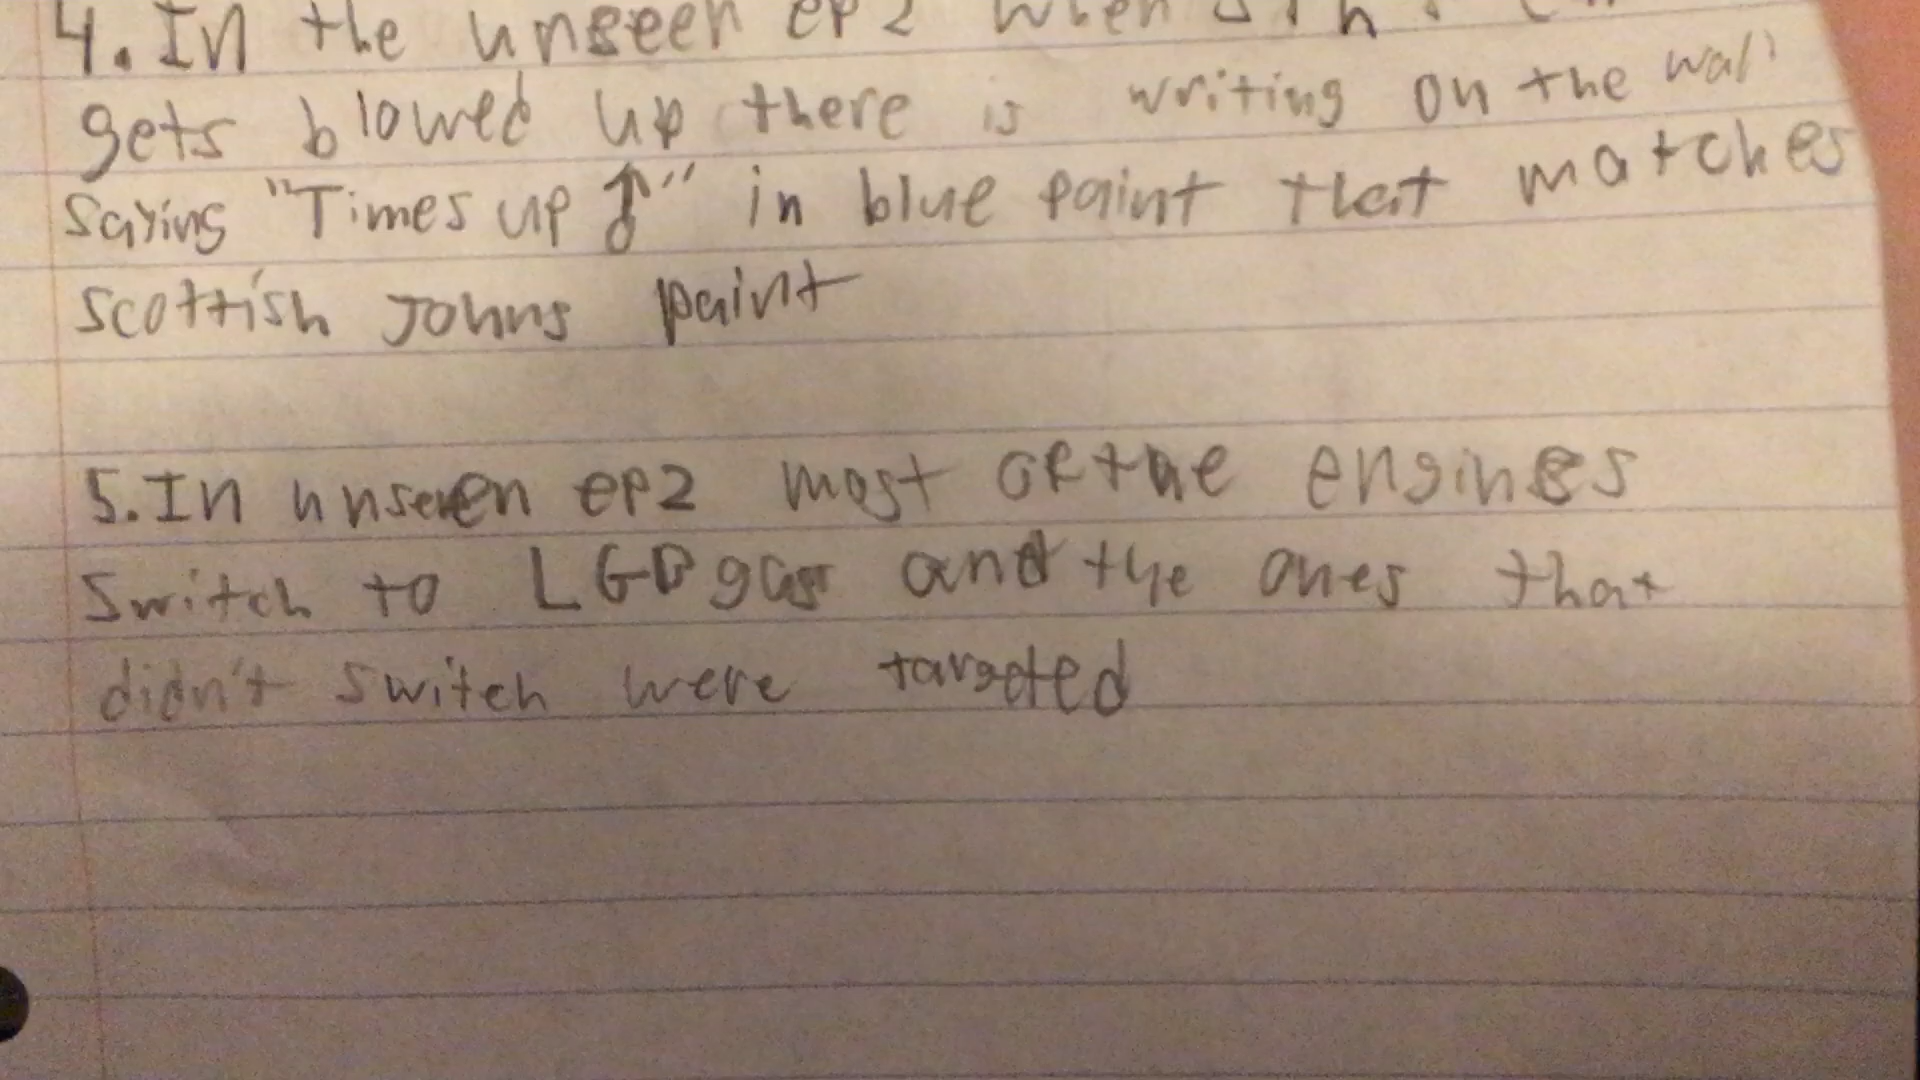 4. In the unseen ep2 when
gets blowed up there is writing on the wall
saying "Times up ⚨" in blue paint that matches
scottish Johns paint
5. In unseen ep2 most of the engines
switch to LGB gas and the ones that
didn't switch were targeted